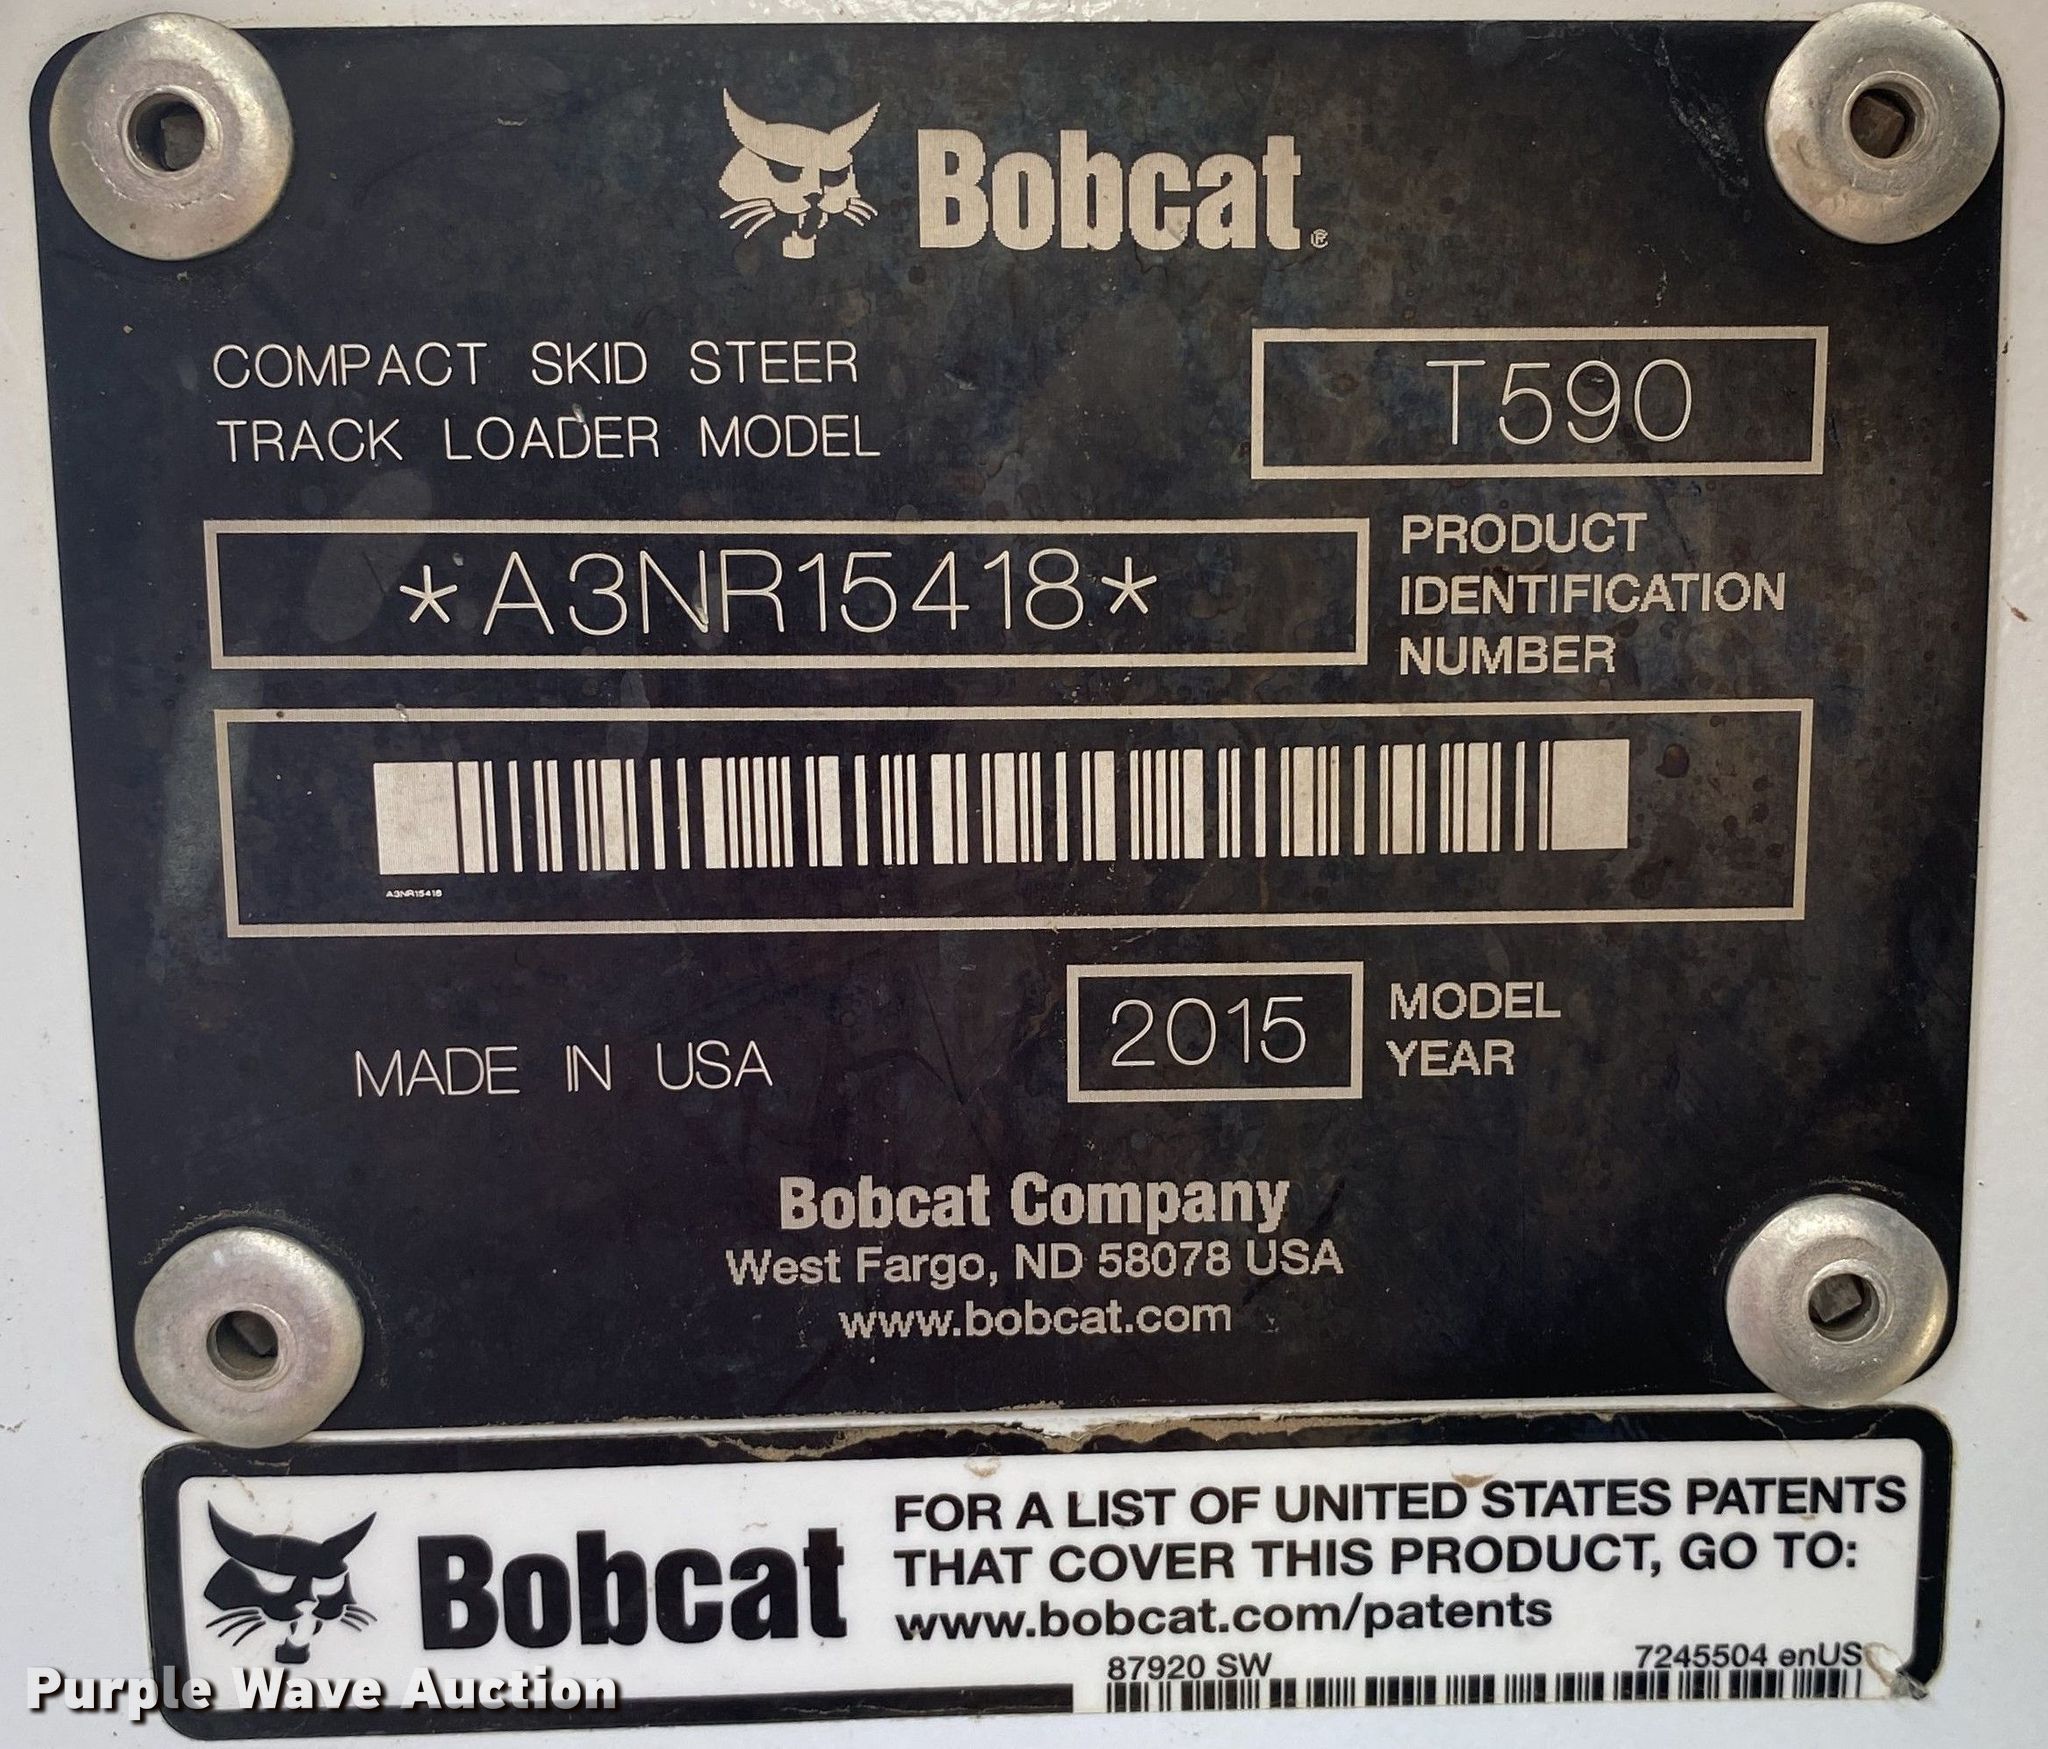 Bobcat®
COMPACT SKID STEER
TRACK LOADER MODEL
T590
*A3NR15418*
PRODUCT
IDENTIFICATION
NUMBER
A3NR15418
MADE IN USA
2015
MODEL
YEAR
Bobcat Company
West Fargo, ND 58078 USA
www.bobcat.com
Bobcat
FOR A LIST OF UNITED STATES PATENTS
THAT COVER THIS PRODUCT, GO TO:
www.bobcat.com/patents
87920 SW
7245504 enUS
Purple Wave Auction